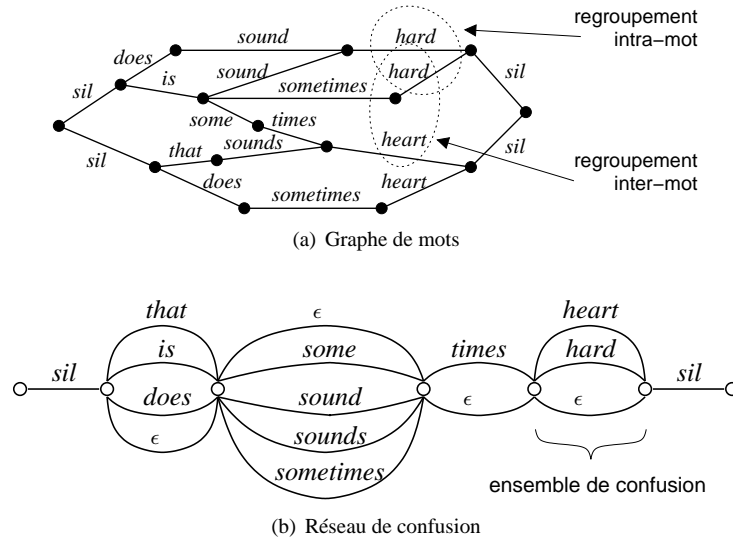 regroupement
intra−mot
does sound hard
sil is sound hard sil
sometimes
some times
sil that sounds heart sil
does sometimes heart
regroupement
inter−mot
(a) Graphe de mots
that ϵ heart
is some times hard
sil does sound ϵ ϵ sil
ϵ sounds
sometimes
ensemble de confusion
(b) Réseau de confusion